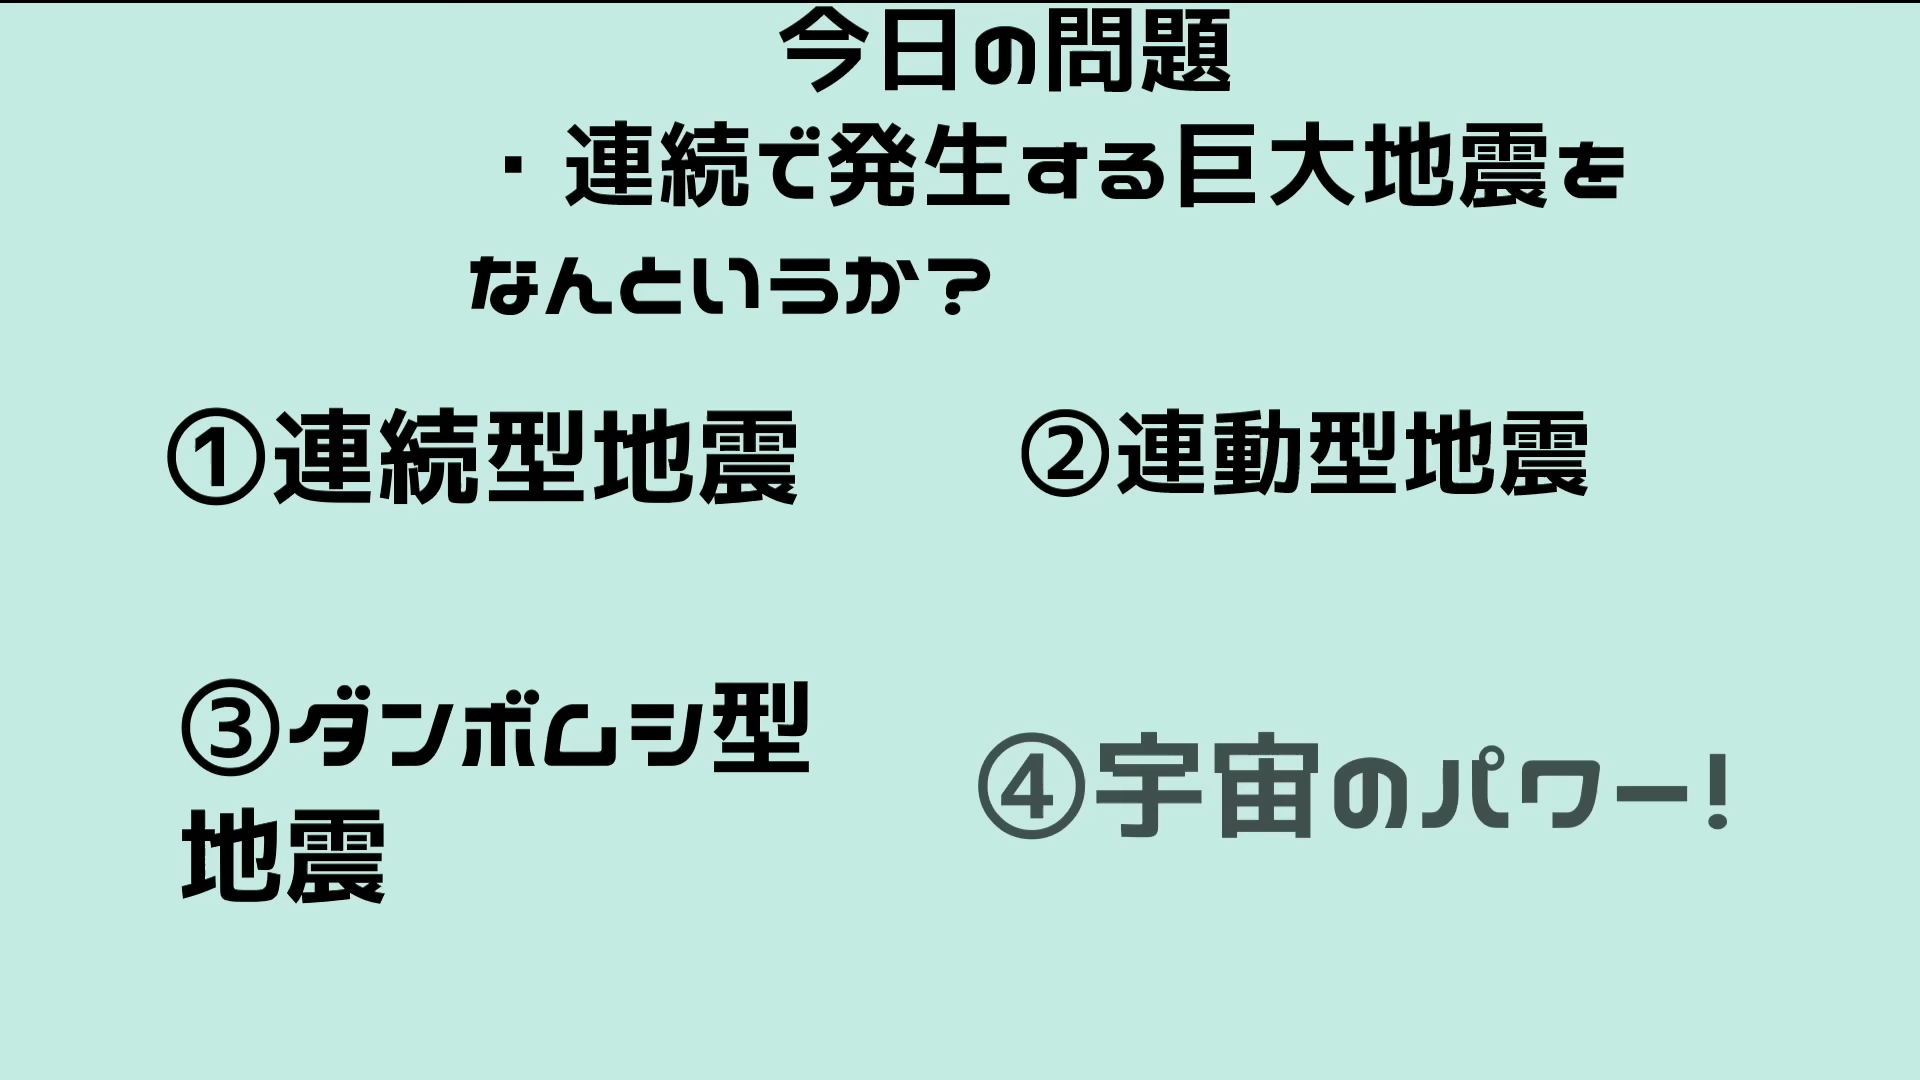 今日の問題
・連続で発生する巨大地震を
なんというか？
①連続型地震
②連動型地震
③ダンボムシ型
地震
④宇宙のパワー！